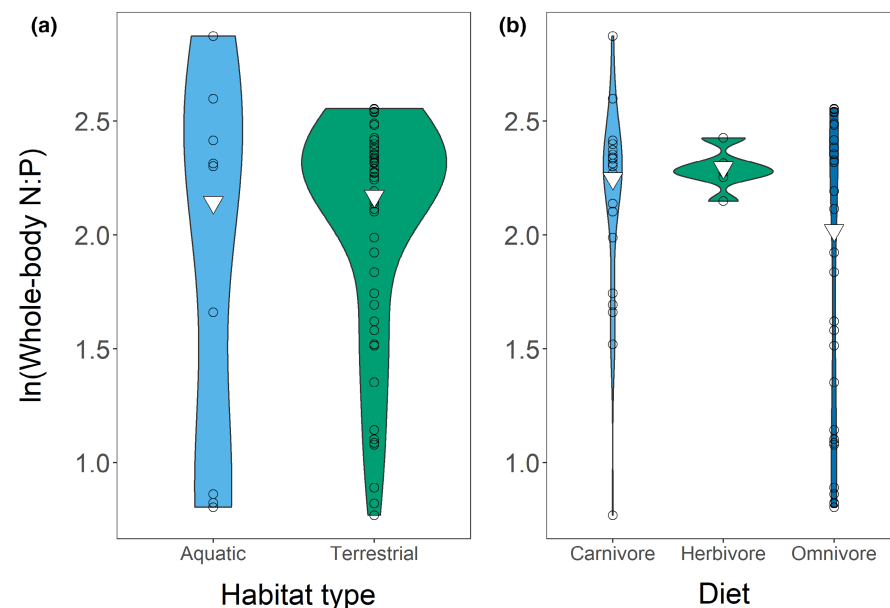 (a)
(b)
ln(Whole-body N:P)
2.5
2.0
1.5
1.0
2.5
2.0
1.5
1.0
Aquatic Terrestrial
Carnivore Herbivore Omnivore
Habitat type
Diet